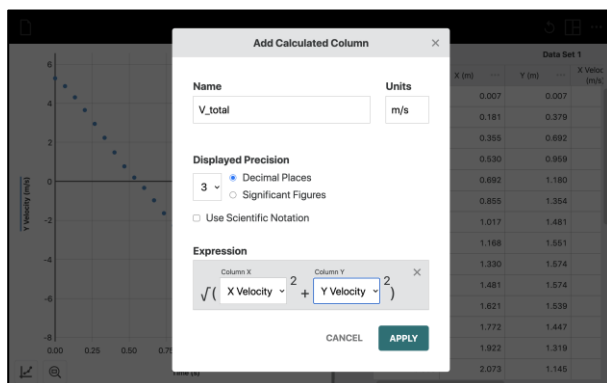 Add Calculated Column ×
Name
V_total
Units
m/s
Displayed Precision
3
Decimal Places
Significant Figures
Use Scientific Notation
Expression
Column X Column Y ×
√( X Velocity 2 + Y Velocity 2 )
CANCEL APPLY
Y Velocity (m/s)
6
4
2
0
-2
-4
-6
-8
0.00 0.25 0.50
Data Set 1
X (m) ... Y (m) ... X Veloc
(m/s
0.007 0.007
0.181 0.379
0.355 0.692
0.530 0.959
0.692 1.180
0.855 1.354
1.017 1.481
1.168 1.551
1.330 1.574
1.481 1.574
1.621 1.539
1.772 1.447
1.922 1.319
2.073 1.145